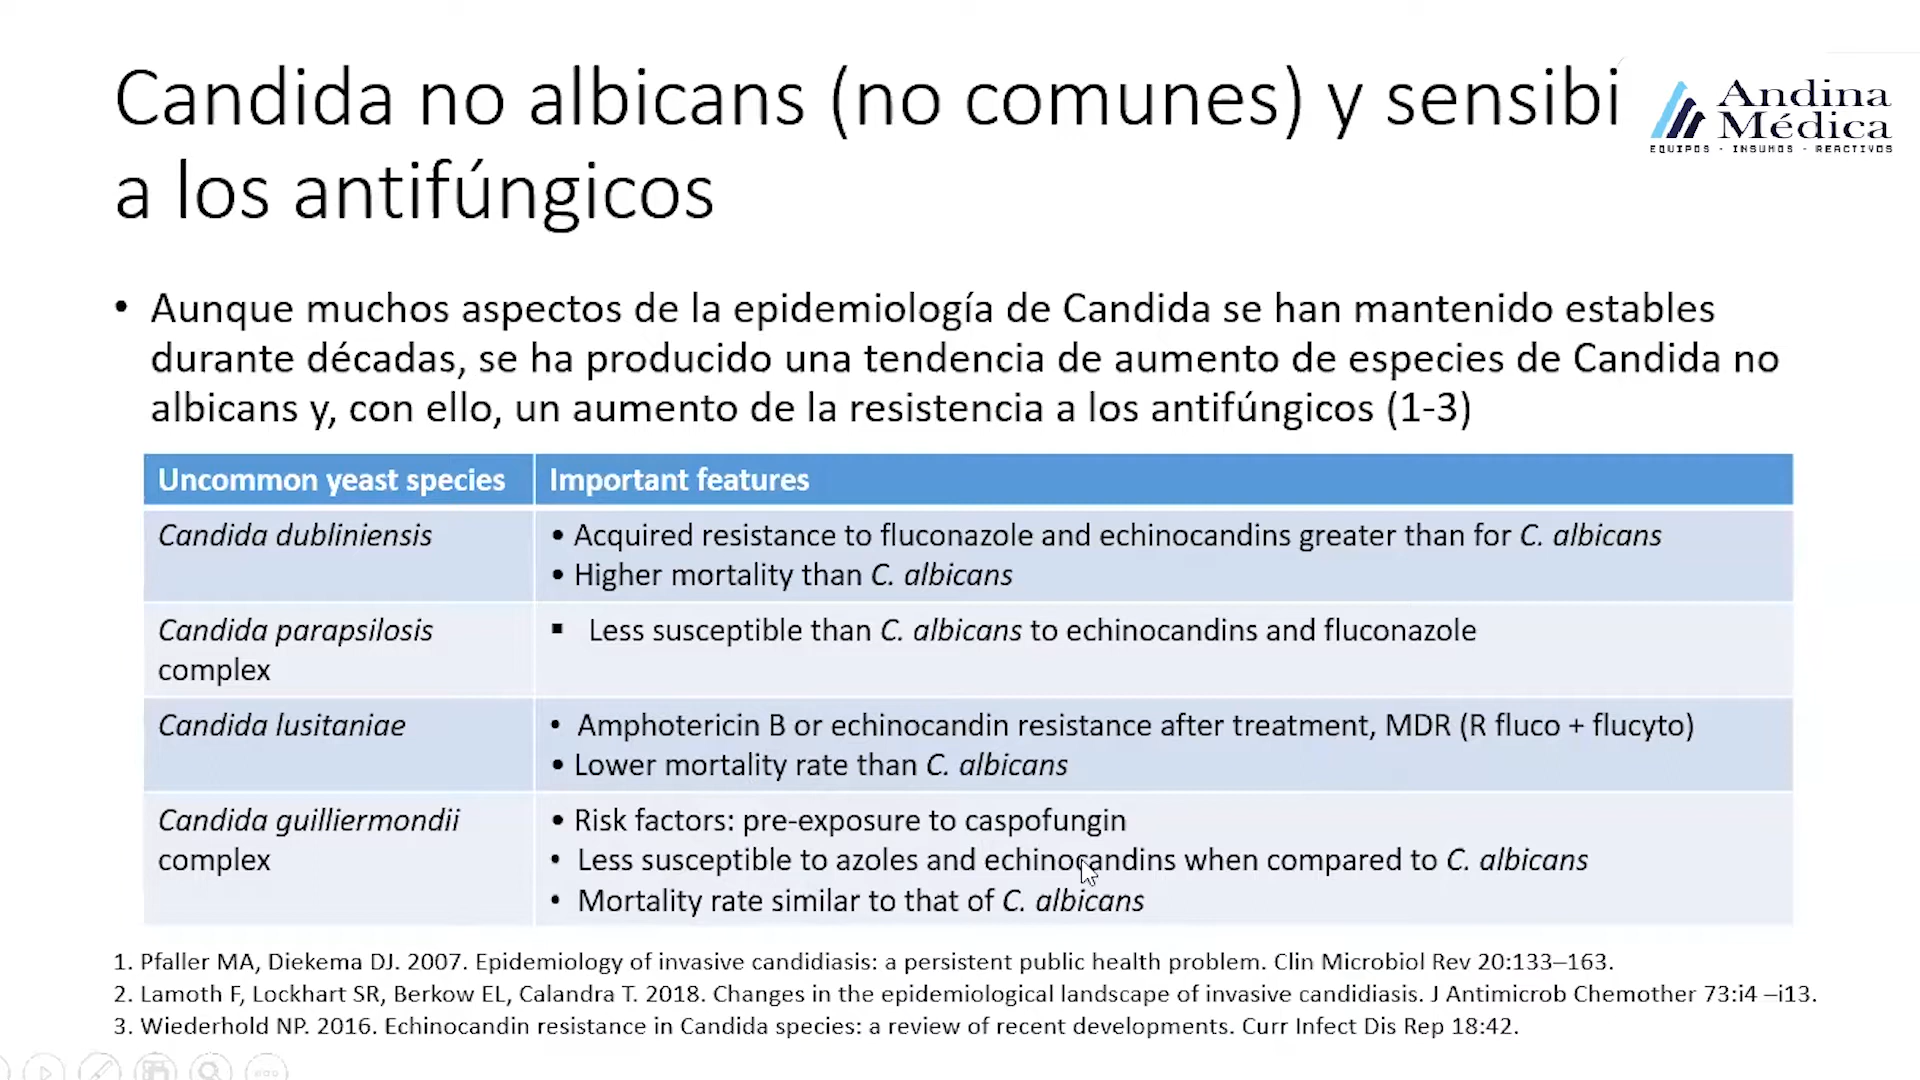 Candida no albicans (no comunes) y sensibi
a los antifúngicos
Andina
Médica
EQUIPOS - INSUMOS - REACTIVOS
• Aunque muchos aspectos de la epidemiología de Candida se han mantenido estables
durante décadas, se ha producido una tendencia de aumento de especies de Candida no
albicans y, con ello, un aumento de la resistencia a los antifúngicos (1-3)
Uncommon yeast species
Important features
Candida dubliniensis
• Acquired resistance to fluconazole and echinocandins greater than for C. albicans
• Higher mortality than C. albicans
Candida parapsilosis
complex
▪ Less susceptible than C. albicans to echinocandins and fluconazole
Candida lusitaniae
• Amphotericin B or echinocandin resistance after treatment, MDR (R fluco + flucyto)
• Lower mortality rate than C. albicans
Candida guilliermondii
complex
• Risk factors: pre-exposure to caspofungin
• Less susceptible to azoles and echinocandins when compared to C. albicans
• Mortality rate similar to that of C. albicans
1. Pfaller MA, Diekema DJ. 2007. Epidemiology of invasive candidiasis: a persistent public health problem. Clin Microbiol Rev 20:133–163.
2. Lamoth F, Lockhart SR, Berkow EL, Calandra T. 2018. Changes in the epidemiological landscape of invasive candidiasis. J Antimicrob Chemother 73:i4 –i13.
3. Wiederhold NP. 2016. Echinocandin resistance in Candida species: a review of recent developments. Curr Infect Dis Rep 18:42.